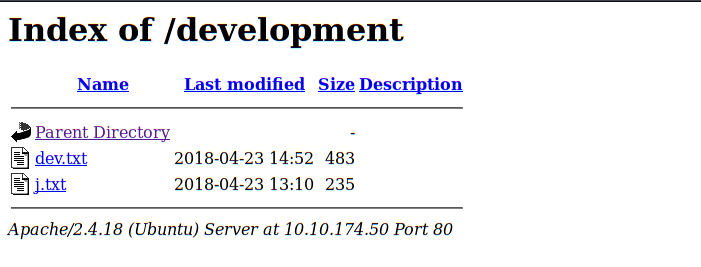 Index of /development
Name Last modified Size Description
Parent Directory -
dev.txt 2018-04-23 14:52 483
j.txt 2018-04-23 13:10 235
Apache/2.4.18 (Ubuntu) Server at 10.10.174.50 Port 80